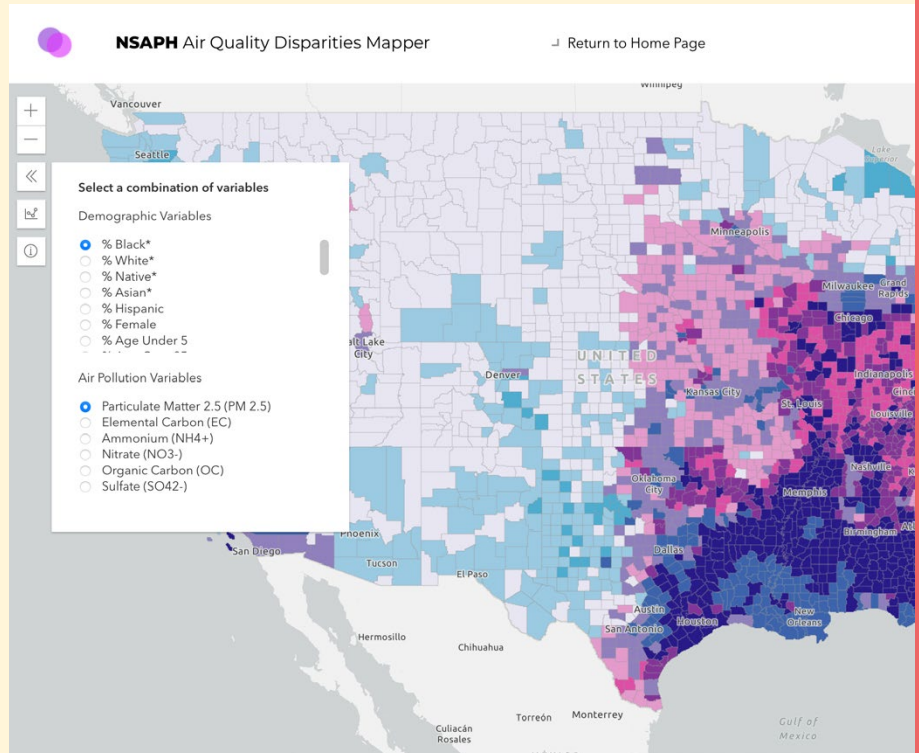 NSAPH Air Quality Disparities Mapper
Return to Home Page
Winnipeg
Vancouver
Seattle
Select a combination of variables
Demographic Variables
% Black*
% White*
% Native*
% Asian*
% Hispanic
% Female
% Age Under 5
Air Pollution Variables
Particulate Matter 2.5 (PM 2.5)
Elemental Carbon (EC)
Ammonium (NH4+)
Nitrate (NO3-)
Organic Carbon (OC)
Sulfate (SO42-)
Lake
Minneapolis
Milwaukee
Grand
Rapids
Chicago
alt Lake
City
UNITED
STATES
Denver
Kansas City
St. Louis
Indianapolis
Louisville
Nashville
Oklahoma
City
Memphis
Birmingham
Phoenix
San Diego
Tucson
El Paso
Dallas
Austin
San Antonio
Houston
New
Orleans
Hermosillo
Chihuahua
Torreón
Monterrey
Culiacán
Rosales
Gulf of
Mexico